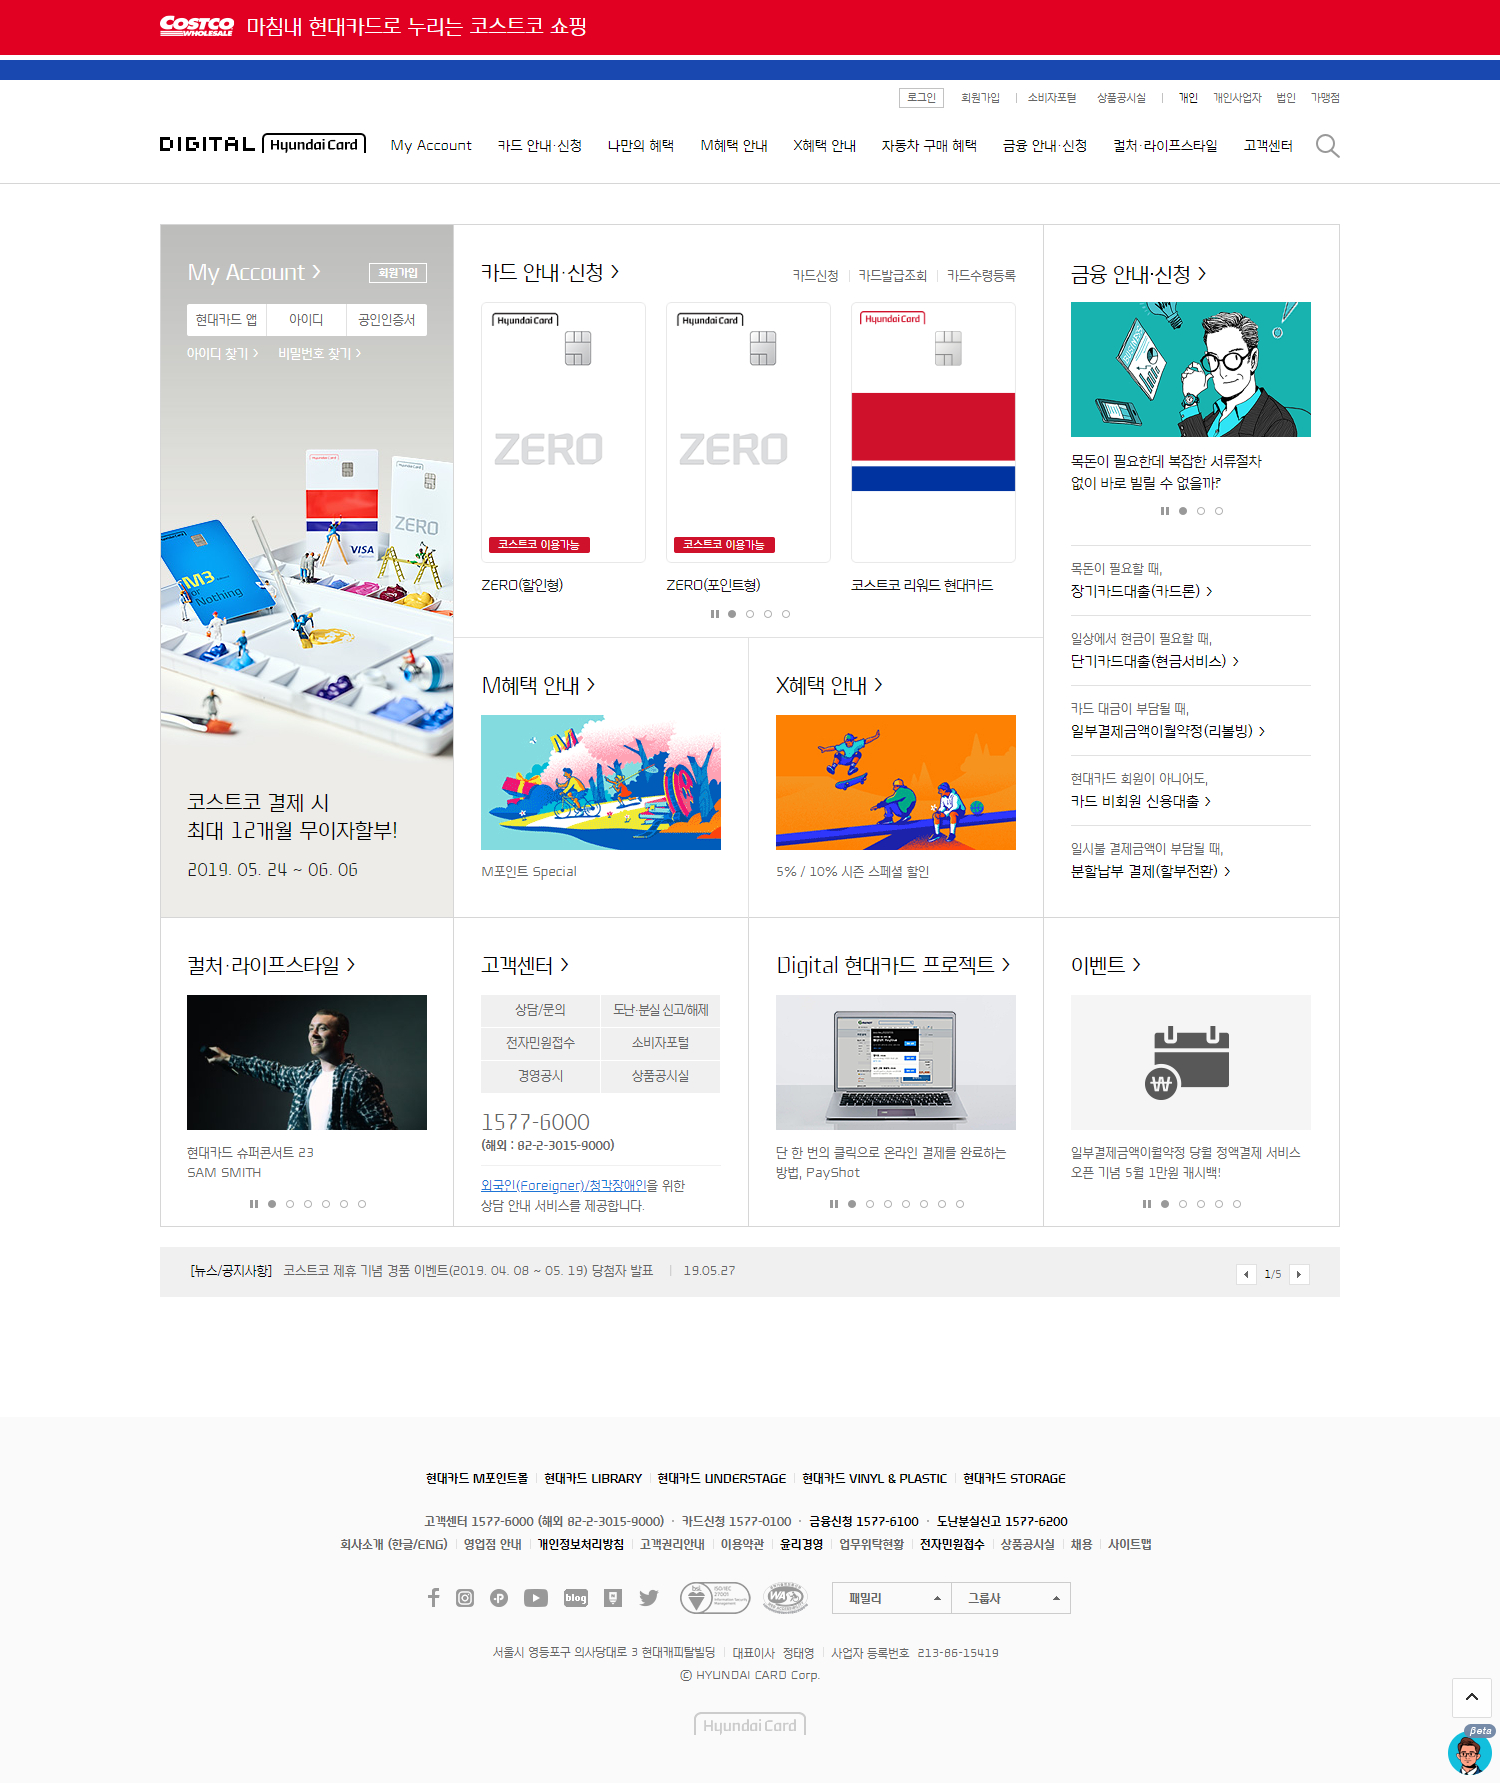 COSTCO WHOLESALE 마침내 현대카드로 누리는 코스트코 쇼핑
로그인 회원가입 소비자포털 상품공시실 개인 개인사업자 법인 가맹점
DIGITAL Hyundai Card My Account 카드 안내·신청 나만의 혜택 M혜택 안내 X혜택 안내 자동차 구매 혜택 금융 안내·신청 컬처·라이프스타일 고객센터
My Account 회원가입
현대카드 앱 아이디 공인인증서
아이디 찾기 비밀번호 찾기
Hyundai Card
ZERO
VISA
M3
or
Nothing
코스트코 결제 시
최대 12개월 무이자할부!
2019. 05. 24 ~ 06. 06
카드 안내·신청 카드신청 카드발급조회 카드수령등록
Hyundai Card Hyundai Card Hyundai Card
ZERO ZERO
코스트코 이용가능 코스트코 이용가능
ZERO(할인형) ZERO(포인트형) 코스트코 리워드 현대카드
M혜택 안내
M포인트 Special
X혜택 안내
5% / 10% 시즌 스페셜 할인
금융 안내·신청
목돈이 필요한데 복잡한 서류절차
없이 바로 빌릴 수 없을까?
목돈이 필요할 때,
장기카드대출(카드론)
일상에서 현금이 필요할 때,
단기카드대출(현금서비스)
카드 대금이 부담될 때,
일부결제금액이월약정(리볼빙)
현대카드 회원이 아니어도,
카드 비회원 신용대출
일시불 결제금액이 부담될 때,
분할납부 결제(할부전환)
컬처·라이프스타일
현대카드 슈퍼콘서트 23
SAM SMITH
고객센터
상담/문의 도난·분실 신고/해제
전자민원접수 소비자포털
경영공시 상품공시실
1577-6000
(해외 : 82-2-3015-9000)
외국인(Foreigner)/청각장애인을 위한
상담 안내 서비스를 제공합니다.
Digital 현대카드 프로젝트
단 한 번의 클릭으로 온라인 결제를 완료하는
방법, PayShot
이벤트
₩
일부결제금액이월약정 당월 정액결제 서비스
오픈 기념 5월 1만원 캐시백!
[뉴스/공지사항] 코스트코 제휴 기념 경품 이벤트(2019. 04. 08 ~ 05. 19) 당첨자 발표 19.05.27 1/5
현대카드 M포인트몰 현대카드 LIBRARY 현대카드 UNDERSTAGE 현대카드 VINYL & PLASTIC 현대카드 STORAGE
고객센터 1577-6000 (해외 82-2-3015-9000) · 카드신청 1577-0100 · 금융신청 1577-6100 · 도난분실신고 1577-6200
회사소개 (한글/ENG) 영업점 안내 개인정보처리방침 고객권리안내 이용약관 윤리경영 업무위탁현황 전자민원접수 상품공시실 채용 사이트맵
blog bsi. ISO/IEC 27001 Information Security Management WA 패밀리 그룹사
서울시 영등포구 의사당대로 3 현대캐피탈빌딩 대표이사 정태영 사업자 등록번호 213-86-15419
ⓒ HYUNDAI CARD Corp.
Hyundai Card
βeta